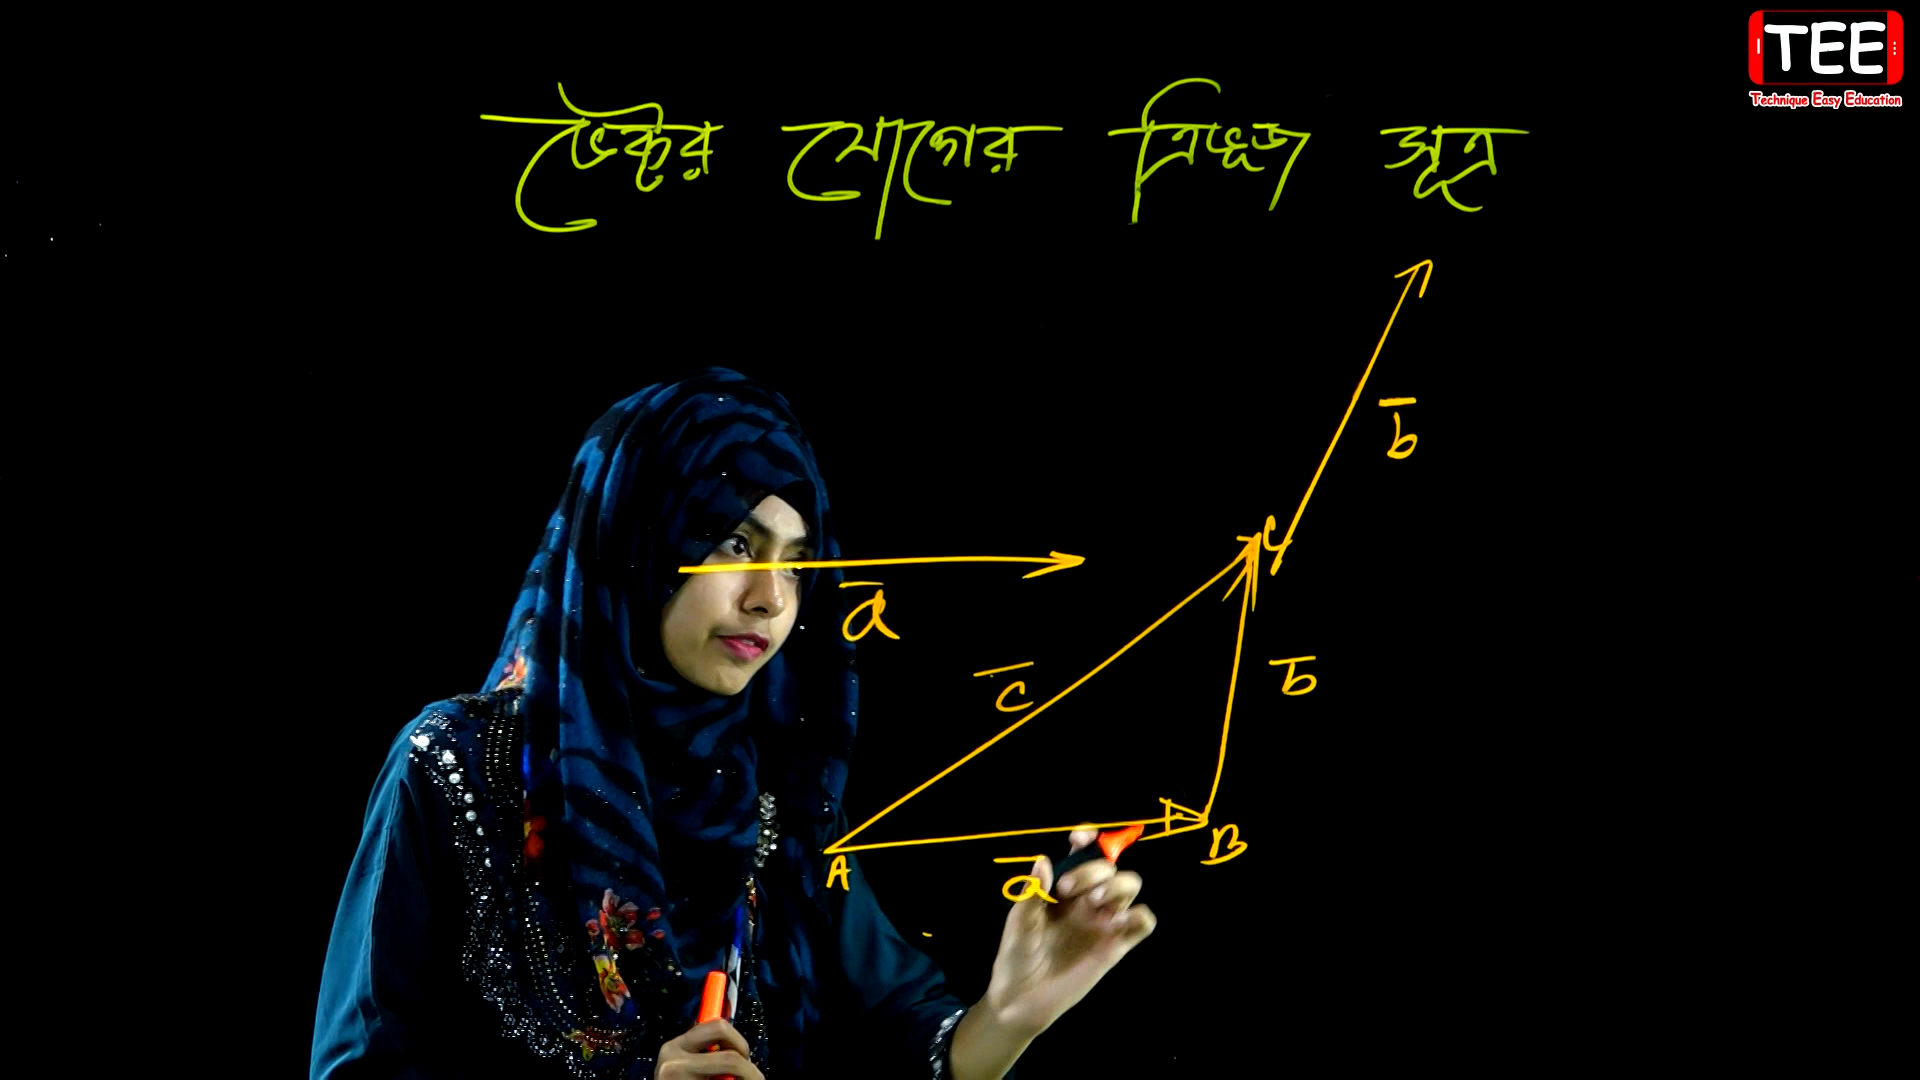 TEE
Technique Easy Education
ভেক্টর যোগের ত্রিভূজ সূত্র
b̅
C
a̅
c̅
b̅
B
A
a̅